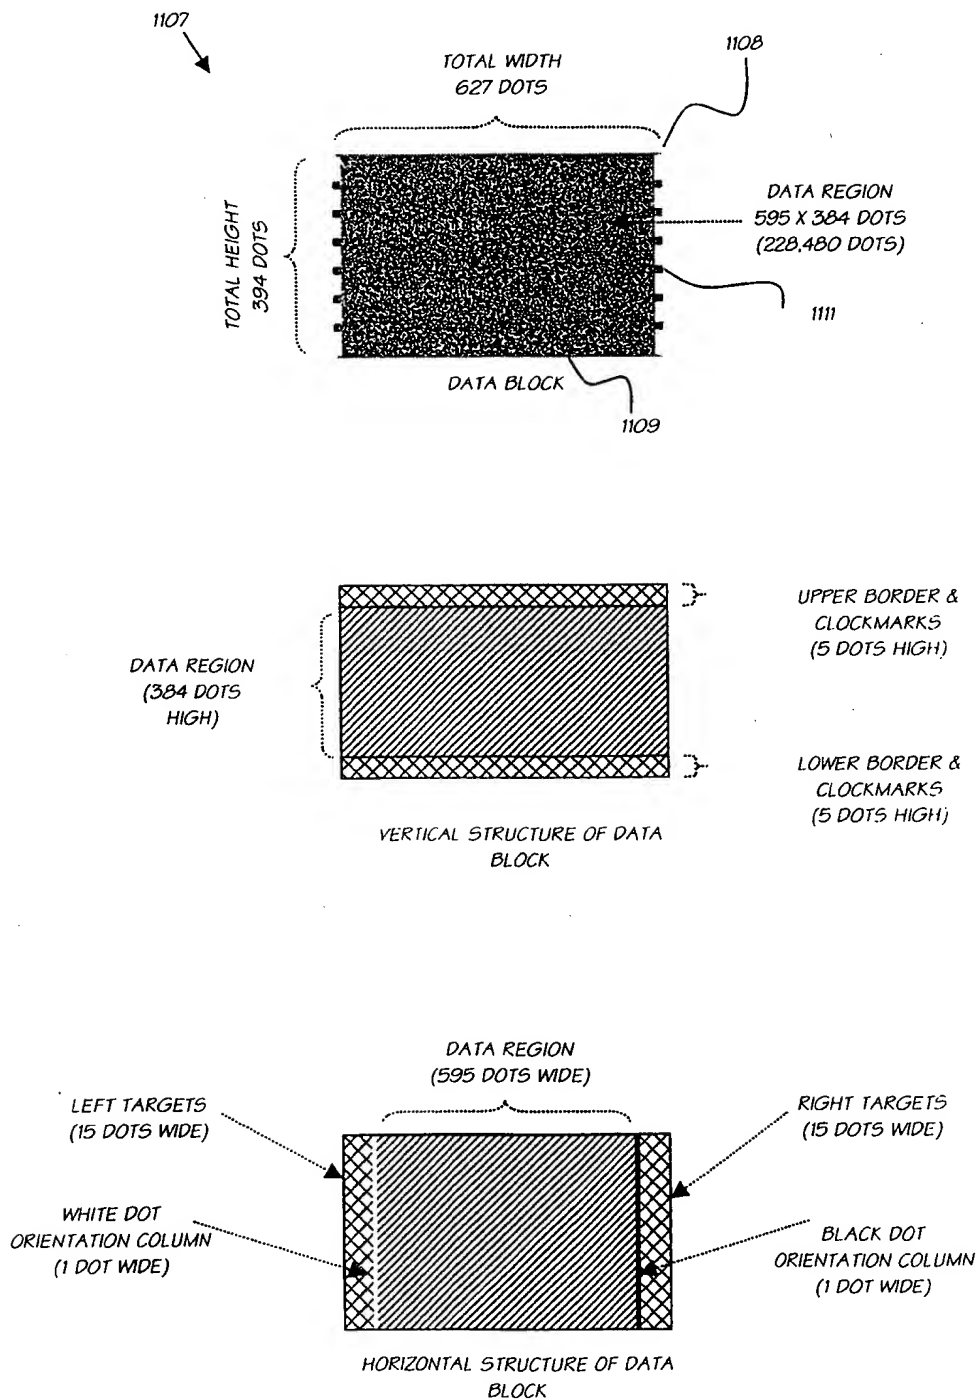 1107
TOTAL WIDTH
627 DOTS
1108
TOTAL HEIGHT
394 DOTS
DATA REGION
595 X 384 DOTS
(228,480 DOTS)
1111
DATA BLOCK
1109
UPPER BORDER &
CLOCKMARKS
(5 DOTS HIGH)
DATA REGION
(384 DOTS
HIGH)
LOWER BORDER &
CLOCKMARKS
(5 DOTS HIGH)
VERTICAL STRUCTURE OF DATA
BLOCK
DATA REGION
(595 DOTS WIDE)
LEFT TARGETS
(15 DOTS WIDE)
RIGHT TARGETS
(15 DOTS WIDE)
WHITE DOT
ORIENTATION COLUMN
(1 DOT WIDE)
BLACK DOT
ORIENTATION COLUMN
(1 DOT WIDE)
HORIZONTAL STRUCTURE OF DATA
BLOCK